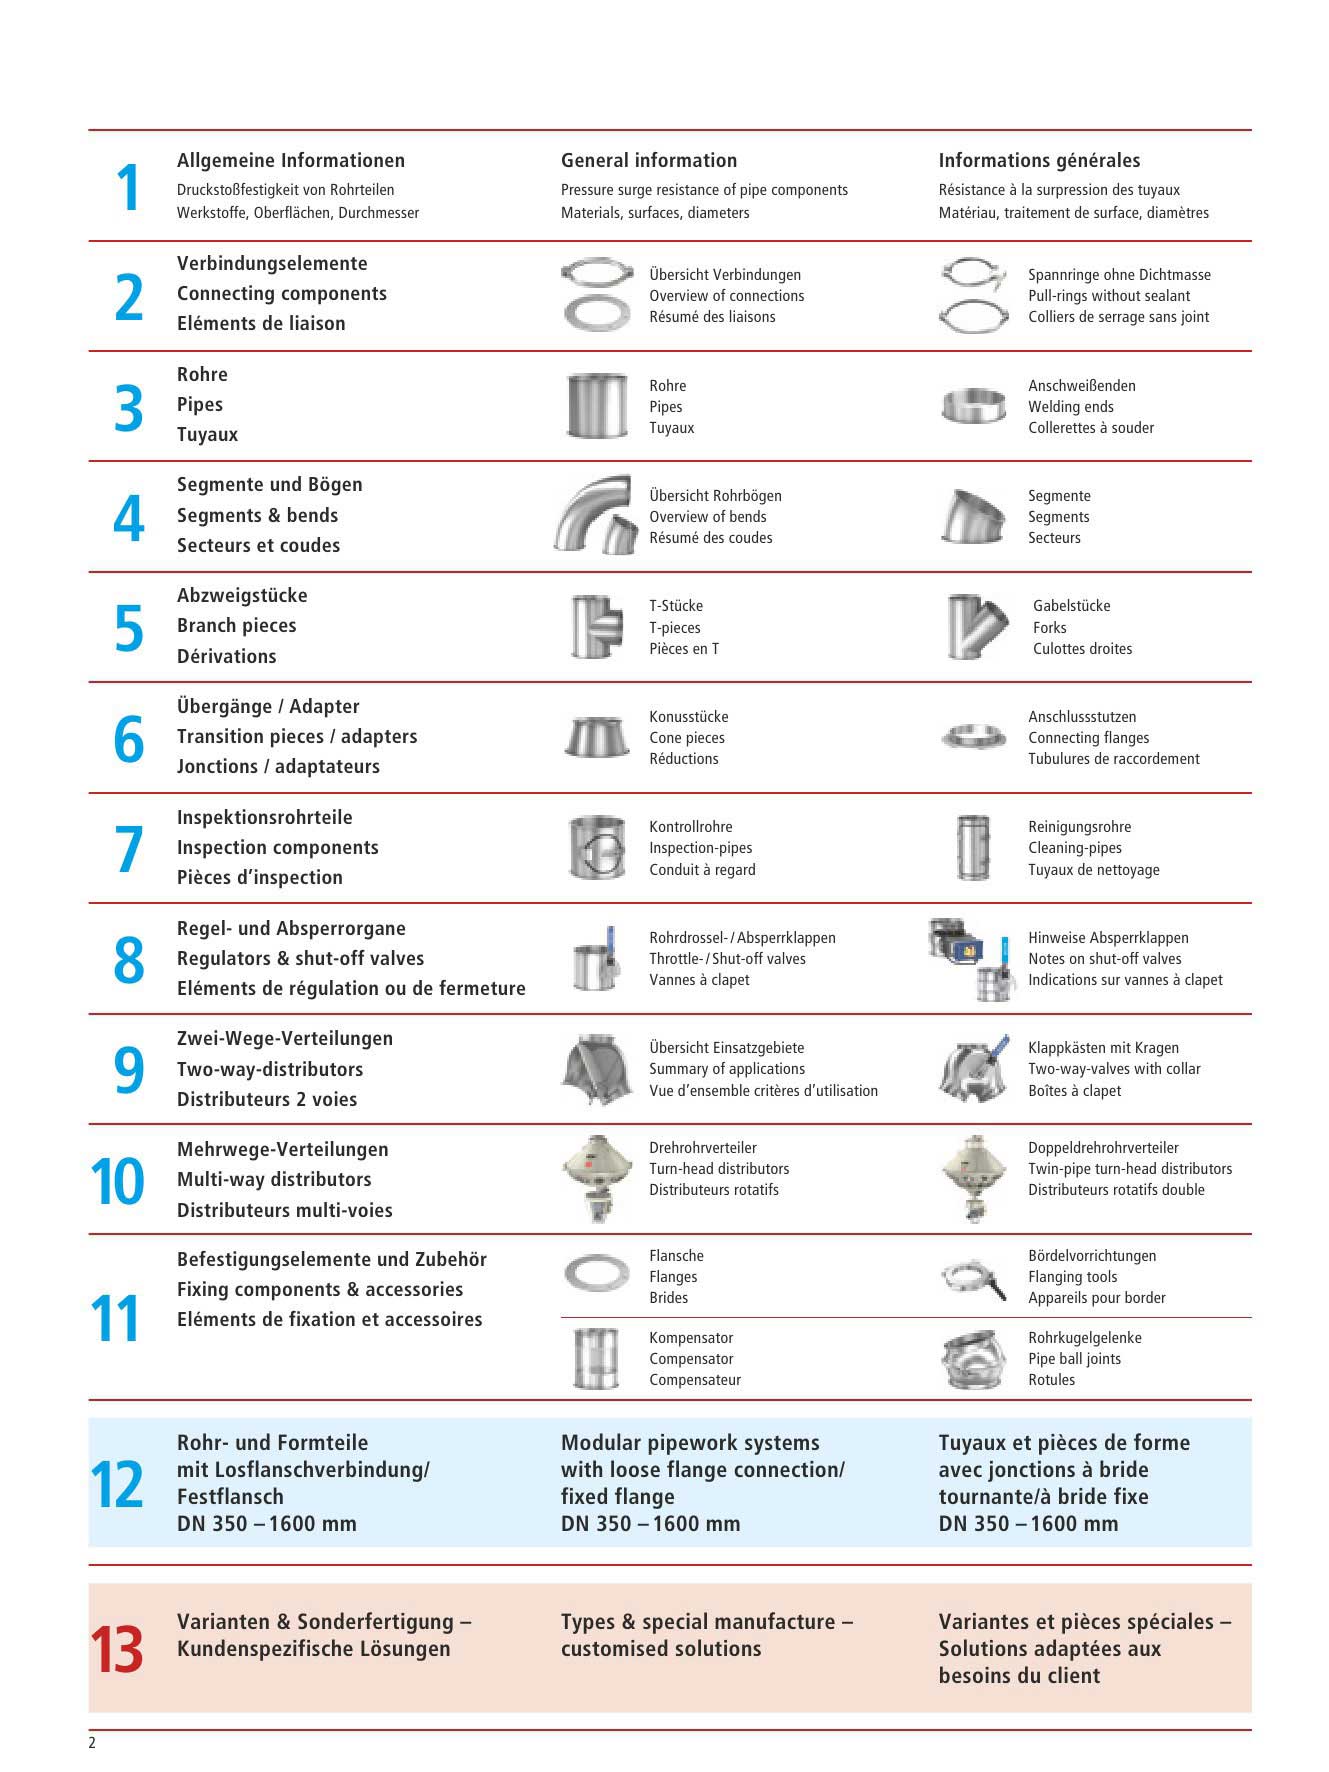 1
Allgemeine Informationen
Druckstoßfestigkeit von Rohrteilen
Werkstoffe, Oberflächen, Durchmesser
General information
Pressure surge resistance of pipe components
Materials, surfaces, diameters
Informations générales
Résistance à la surpression des tuyaux
Matériau, traitement de surface, diamètres
2
Verbindungselemente
Connecting components
Eléments de liaison
Übersicht Verbindungen
Overview of connections
Résumé des liaisons
Spannringe ohne Dichtmasse
Pull-rings without sealant
Colliers de serrage sans joint
3
Rohre
Pipes
Tuyaux
Rohre
Pipes
Tuyaux
Anschweißenden
Welding ends
Collerettes à souder
4
Segmente und Bögen
Segments & bends
Secteurs et coudes
Übersicht Rohrbögen
Overview of bends
Résumé des coudes
Segmente
Segments
Secteurs
5
Abzweigstücke
Branch pieces
Dérivations
T-Stücke
T-pieces
Pièces en T
Gabelstücke
Forks
Culottes droites
6
Übergänge / Adapter
Transition pieces / adapters
Jonctions / adaptateurs
Konusstücke
Cone pieces
Réductions
Anschlussstutzen
Connecting flanges
Tubulures de raccordement
7
Inspektionsrohrteile
Inspection components
Pièces d’inspection
Kontrollrohre
Inspection-pipes
Conduit à regard
Reinigungsrohre
Cleaning-pipes
Tuyaux de nettoyage
8
Regel- und Absperrorgane
Regulators & shut-off valves
Eléments de régulation ou de fermeture
Rohrdrossel-/Absperrklappen
Throttle-/Shut-off valves
Vannes à clapet
Hinweise Absperrklappen
Notes on shut-off valves
Indications sur vannes à clapet
9
Zwei-Wege-Verteilungen
Two-way-distributors
Distributeurs 2 voies
Übersicht Einsatzgebiete
Summary of applications
Vue d’ensemble critères d’utilisation
Klappkästen mit Kragen
Two-way-valves with collar
Boîtes à clapet
10
Mehrwege-Verteilungen
Multi-way distributors
Distributeurs multi-voies
Drehrohrverteiler
Turn-head distributors
Distributeurs rotatifs
Doppeldrehrohrverteiler
Twin-pipe turn-head distributors
Distributeurs rotatifs double
11
Befestigungselemente und Zubehör
Fixing components & accessories
Eléments de fixation et accessoires
Flansche
Flanges
Brides
Bördelvorrichtungen
Flanging tools
Appareils pour border
Kompensator
Compensator
Compensateur
Rohrkugelgelenke
Pipe ball joints
Rotules
12
Rohr- und Formteile
mit Losflanschverbindung/
Festflansch
DN 350 – 1600 mm
Modular pipework systems
with loose flange connection/
fixed flange
DN 350 – 1600 mm
Tuyaux et pièces de forme
avec jonctions à bride
tournante/à bride fixe
DN 350 – 1600 mm
13
Varianten & Sonderfertigung –
Kundenspezifische Lösungen
Types & special manufacture –
customised solutions
Variantes et pièces spéciales –
Solutions adaptées aux
besoins du client
2